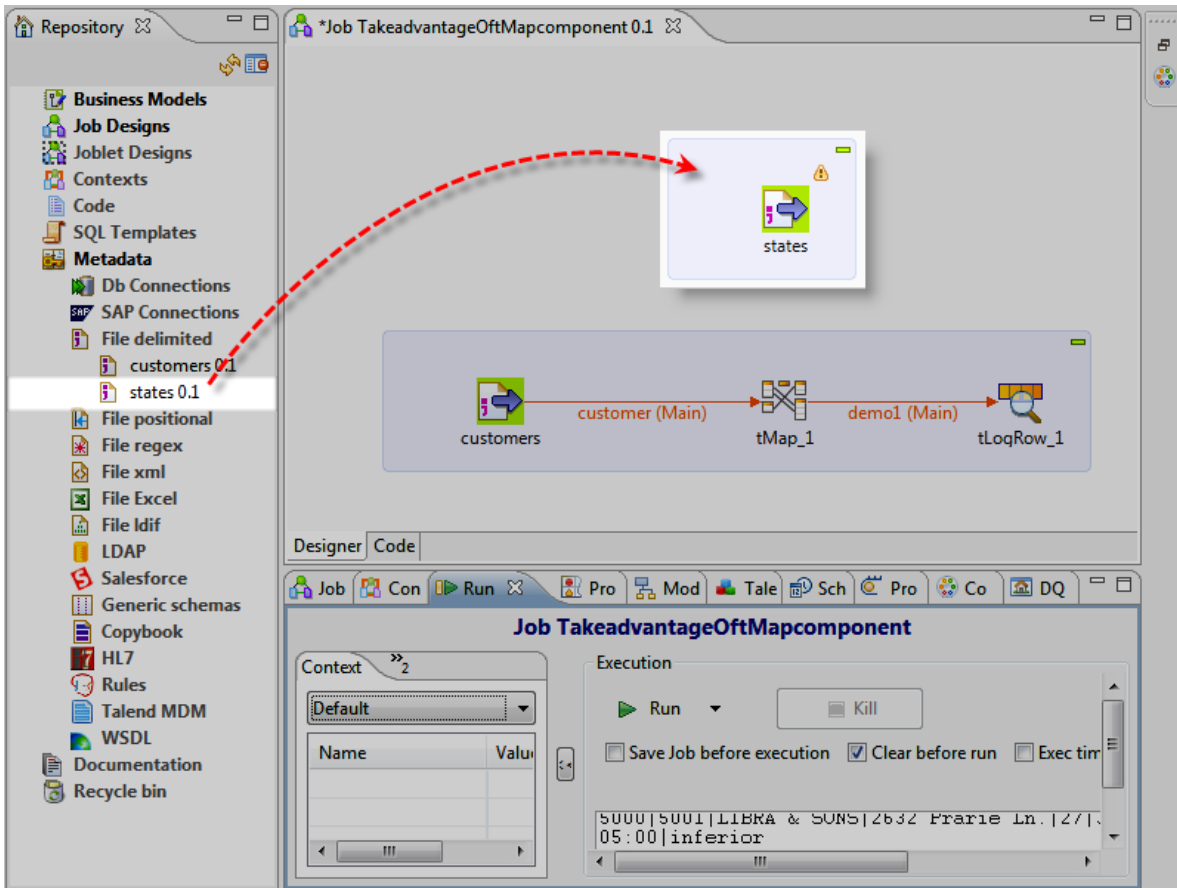 Repository
Business Models
Job Designs
Joblet Designs
Contexts
Code
SQL Templates
Metadata
Db Connections
SAP Connections
File delimited
customers 0.1
states 0.1
File positional
File regex
File xml
File Excel
File ldif
LDAP
Salesforce
Generic schemas
Copybook
HL7
Rules
Talend MDM
WSDL
Documentation
Recycle bin
*Job TakeadvantageOftMapcomponent 0.1
states
customer (Main)
demo1 (Main)
customers
tMap_1
tLogRow_1
Designer
Code
Job
Con
Run
Pro
Mod
Tale
Sch
Pro
Co
DQ
Job TakeadvantageOftMapcomponent
Context
»2
Default
Name
Valu
Execution
Run
Kill
Save Job before execution
Clear before run
Exec tim
5000|5001|LIBRA & SONS|2632 Prarie Ln.|27|
05:00|inferior